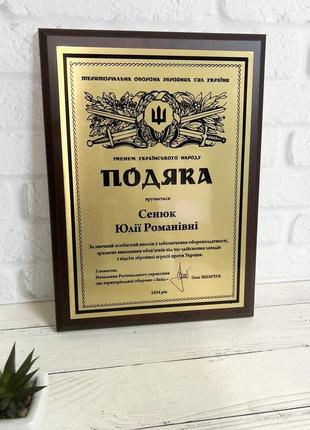 ТЕРИТОРІАЛЬНА ОБОРОНА ЗБРОЙНИХ СИЛ УКРАЇНИ
ІМЕНЕМ УКРАЇНСЬКОГО НАРОДУ
ПОДЯКА
вручається
Сенюк
Юлії Романівні
За значний особистий внесок у забезпечення обороноздатності,
зразкове виконання обов'язків під час здійснення заходів
з відсічі збройної агресії проти України.
З повагою,
Начальник Регіонального управління
сил територіальної оборони «Захід»
Олег ШЕМЧУК
2024 рік